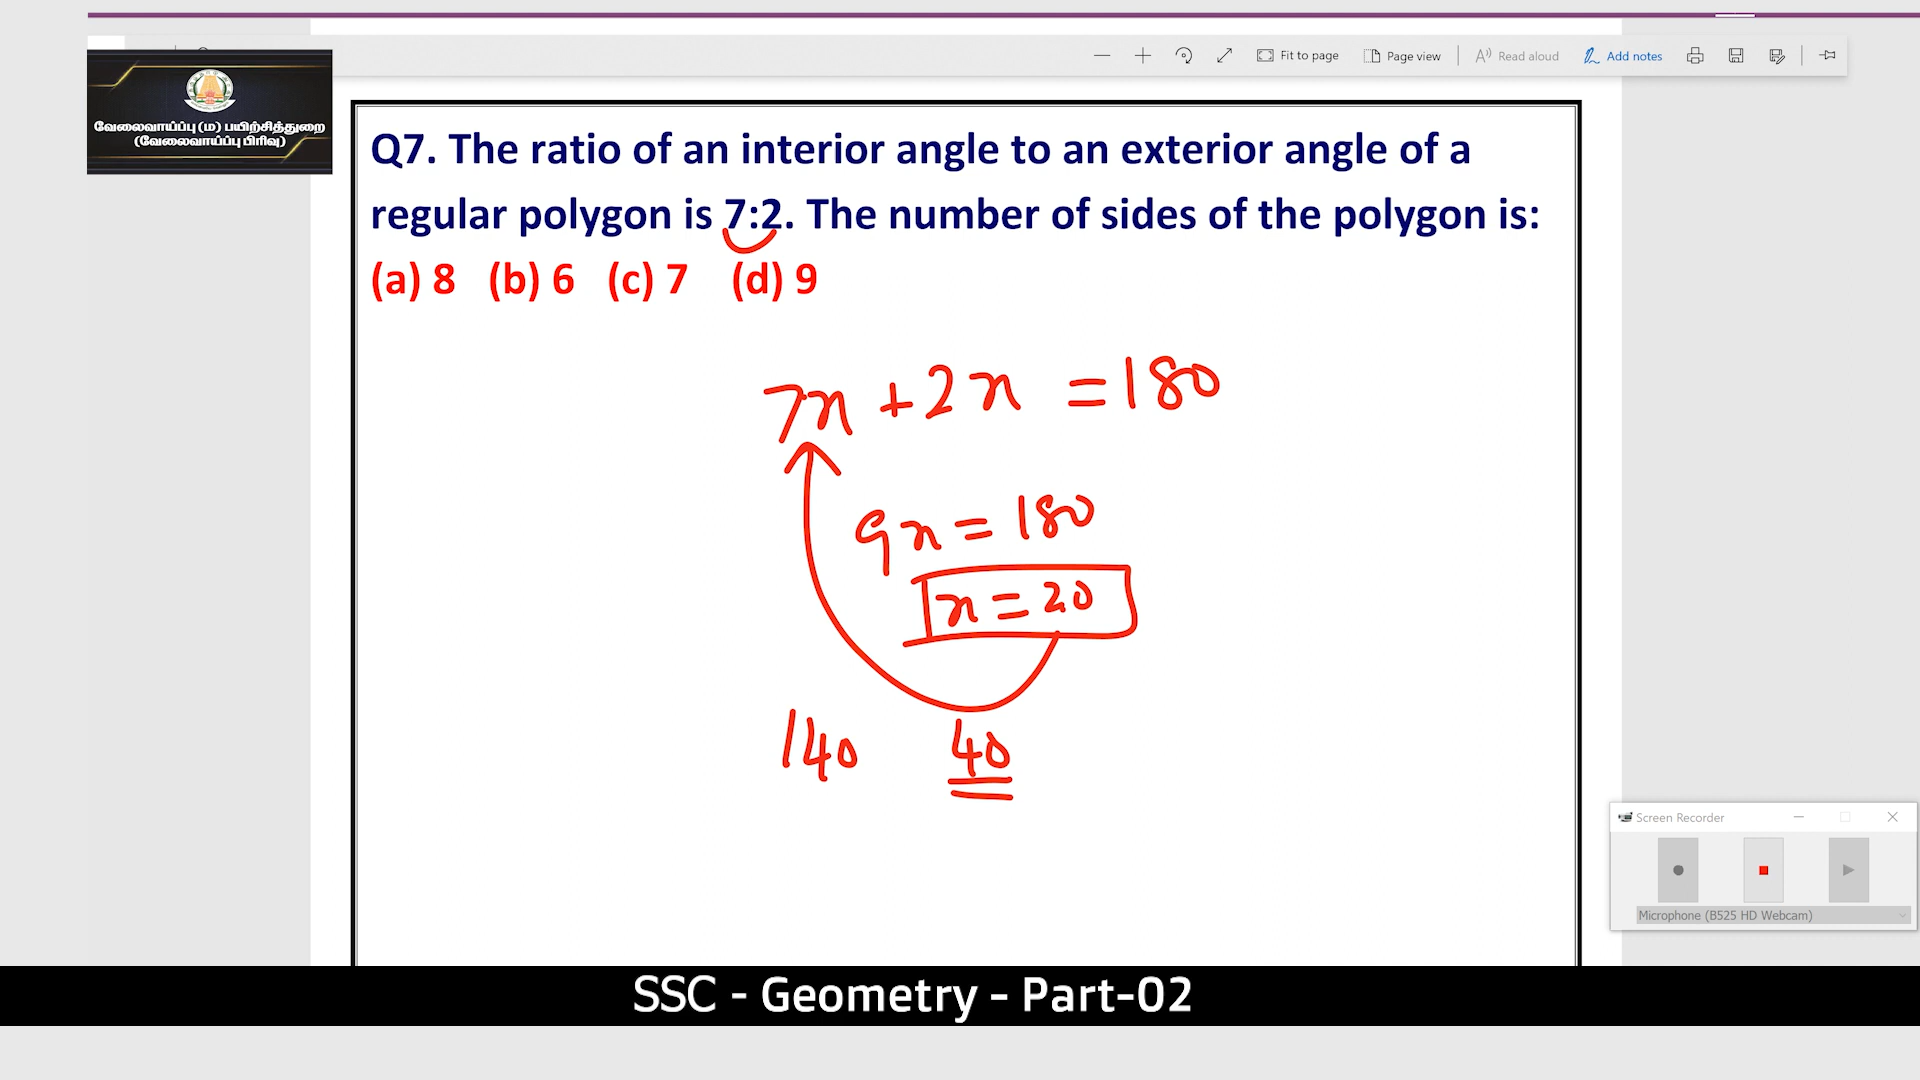 Fit to page
Page view
Read aloud
Add notes
வேலைவாய்ப்பு (ம) பயிற்சித்துறை
(வேலைவாய்ப்பு பிரிவு)
Q7. The ratio of an interior angle to an exterior angle of a
regular polygon is 7:2. The number of sides of the polygon is:
(a) 8 (b) 6 (c) 7 (d) 9
7x + 2x = 180
9x = 180
x = 20
140 40
Screen Recorder
Microphone (B525 HD Webcam)
SSC - Geometry - Part-02